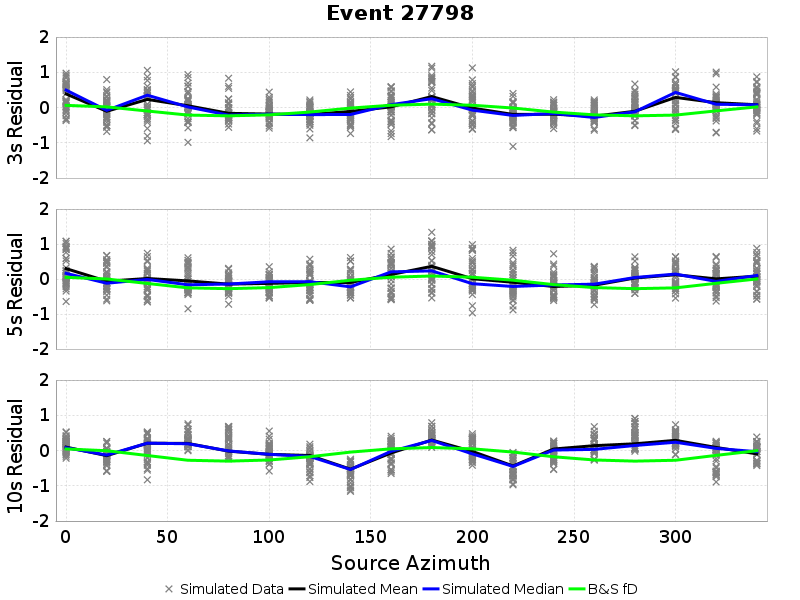 Event 27798
3s Residual
2
1
0
-1
-2
5s Residual
2
1
0
-1
-2
10s Residual
2
1
0
-1
-2
0 50 100 150 200 250 300
Source Azimuth
Simulated Data Simulated Mean Simulated Median B&S fD